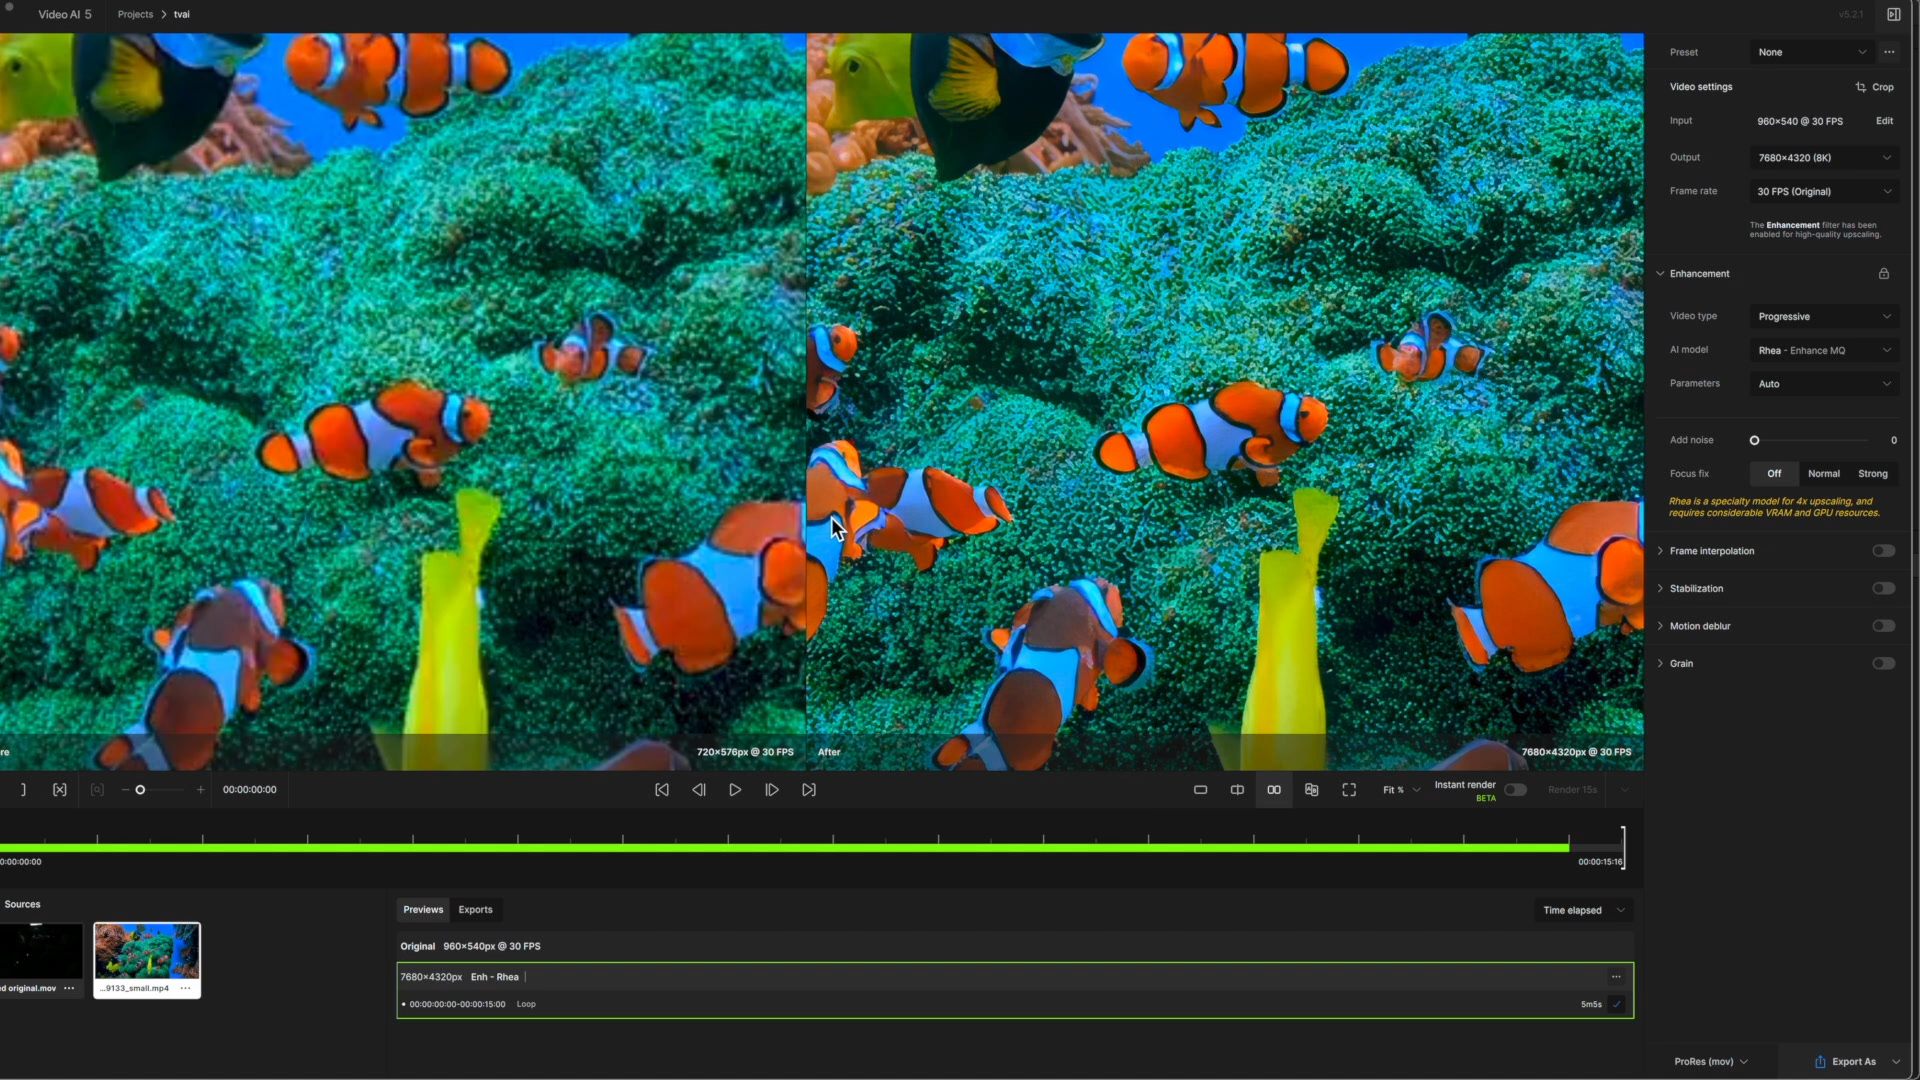 Video AI 5
Projects > tvai
v5.2.1
Preset
None
Video settings
Crop
Input
960×540 @ 30 FPS
Edit
Output
7680×4320 (8K)
Frame rate
30 FPS (Original)
The Enhancement filter has been
enabled for high-quality upscaling.
Enhancement
Video type
Progressive
AI model
Rhea - Enhance MQ
Parameters
Auto
Add noise
0
Focus fix
Off
Normal
Strong
Rhea is a specialty model for 4x upscaling, and
requires considerable VRAM and GPU resources.
Frame interpolation
Stabilization
Motion deblur
Grain
re
720×576px @ 30 FPS
After
7680×4320px @ 30 FPS
00:00:00:00
Fit %
Instant render
BETA
Render 15s
0:00:00:00
00:00:15:16
Sources
ed original.mov
...9133_small.mp4
Previews
Exports
Time elapsed
Original 960×540px @ 30 FPS
7680×4320px Enh - Rhea
00:00:00:00-00:00:15:00 Loop
5m5s
ProRes (mov)
Export As